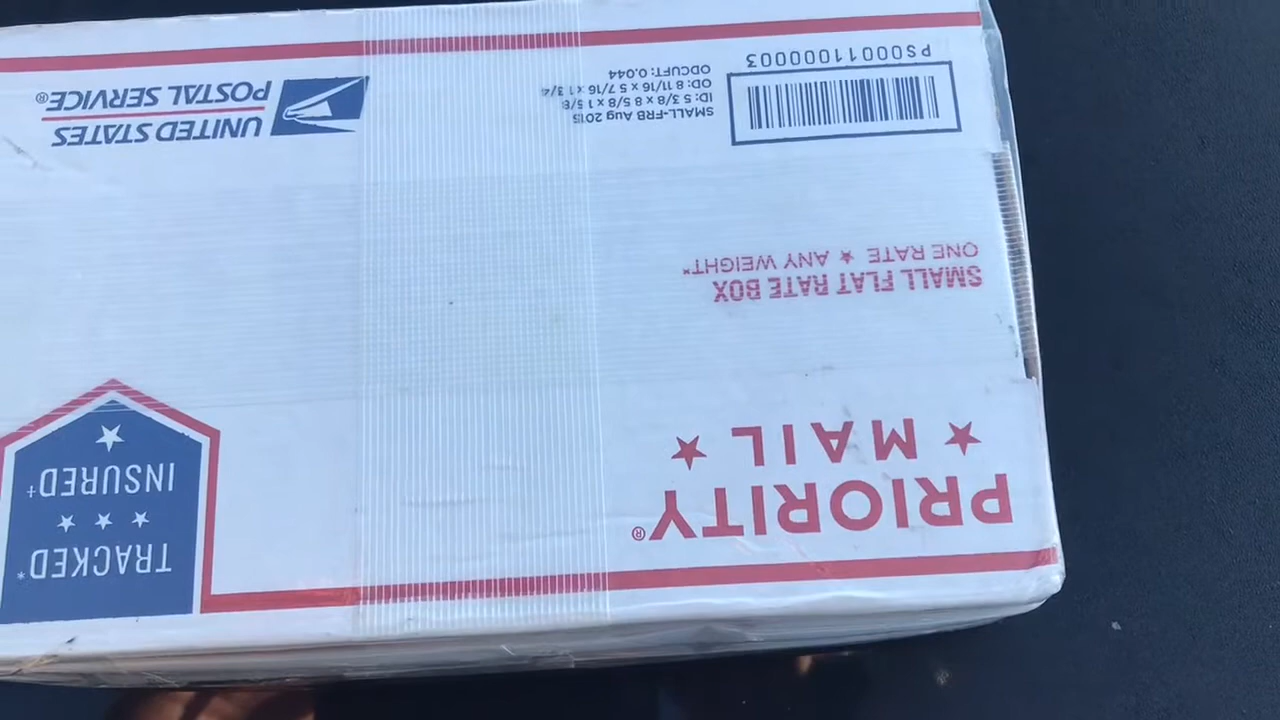 TRACKED*
★ ★ ★
INSURED†
★
PRIORITY®
★ MAIL ★
SMALL FLAT RATE BOX
ONE RATE ★ ANY WEIGHT*
UNITED STATES
POSTAL SERVICE®
SMALL-FRB Aug 2015
ID: 5 3/8 x 8 5/8 x 1 5/8
OD: 8 11/16 x 5 7/16 x 1 3/4
ODCUFT: 0.044
PS00011000003